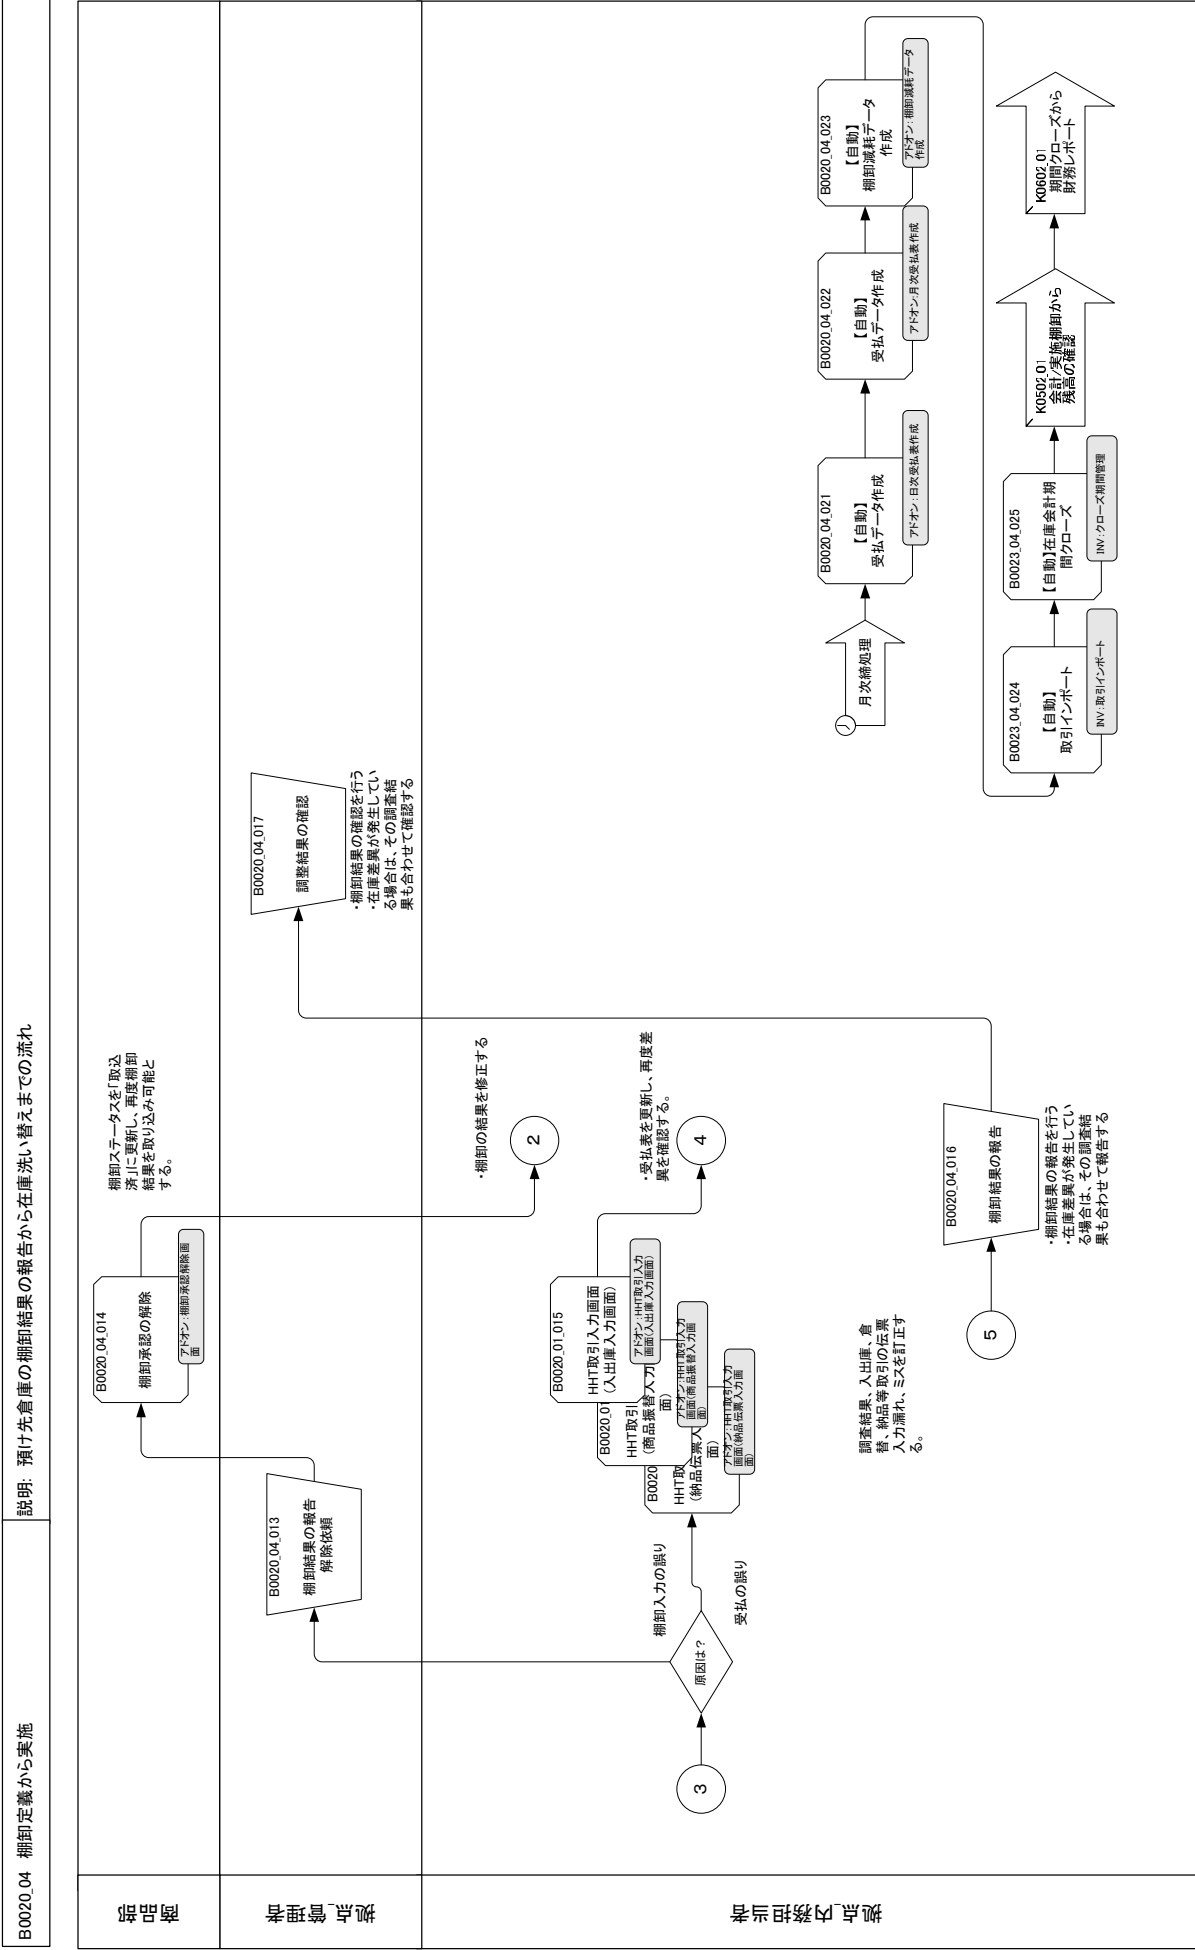 B0020_04 棚卸定義から実施
説明: 預け先倉庫の棚卸結果の報告から在庫洗い替えまでの流れ
商品部
拠点_管理者
拠点_内務担当者
B0020_04_014
棚卸承認の解除
アドオン:棚卸承認解除画
面
棚卸ステータスを「取込
済」に更新し、再度棚卸
結果を取り込み可能と
する。
B0020_04_013
棚卸結果の報告
解除依頼
B0020_04_017
調整結果の確認
・棚卸結果の確認を行う
・在庫差異が発生してい
る場合は、その調査結
果も合わせて確認する
3
原因は?
棚卸入力の誤り
受払の誤り
・棚卸の結果を修正する
2
B0020_01_015
HHT取引入力画面
(入出庫入力画面)
アドオン:HHT取引入力
画面(入出庫入力画面)
B0020_01
HHT取引
(商品振替入力
面)
アドオン:HHT取引入力
画面(商品振替入力画
面)
B0020
HHT取
(納品伝票入
面)
アドオン:HHT取引入力
画面(納品伝票入力画
面)
・受払表を更新し、再度差
異を確認する。
4
調査結果、入出庫、倉
替、納品等取引の伝票
入力漏れ、ミスを訂正す
る。
5
B0020_04_016
棚卸結果の報告
・棚卸結果の報告を行う
・在庫差異が発生してい
る場合は、その調査結
果も合わせて報告する
月次締処理
B0020_04_021
【自動】
受払データ作成
アドオン:日次受払表作成
B0020_04_022
【自動】
受払データ作成
アドオン:月次受払表作成
B0020_04_023
【自動】
棚卸減耗データ
作成
アドオン:棚卸減耗データ
作成
B0023_04_024
【自動】
取引インポート
INV:取引インポート
B0023_04_025
【自動】在庫会計期
間クローズ
INV:クローズ期間管理
K0502_01
会計/実施棚卸から
残高の確認
K0602_01
期間クローズから
財務レポート